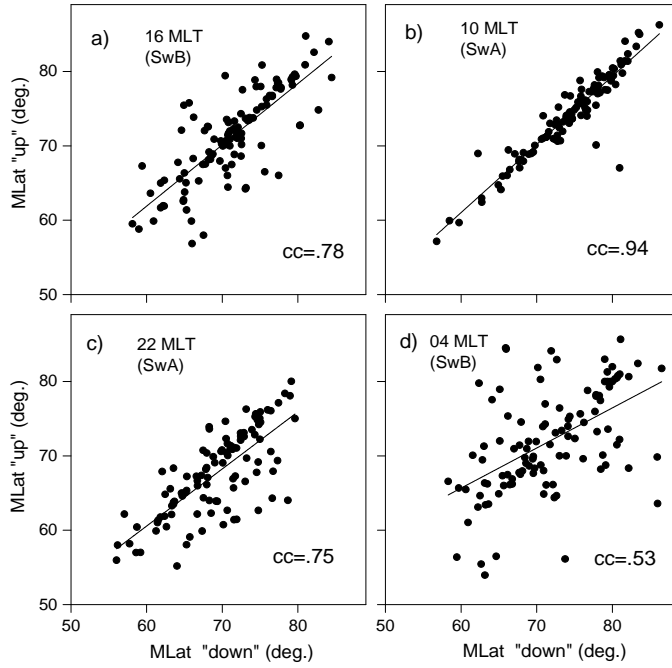 a)
16 MLT
(SwB)
cc=.78
MLat "up" (deg.)
80
70
60
50
b)
10 MLT
(SwA)
cc=.94
c)
22 MLT
(SwA)
cc=.75
MLat "up" (deg.)
80
70
60
50
50
60
70
80
MLat "down" (deg.)
d)
04 MLT
(SwB)
cc=.53
50
60
70
80
MLat "down" (deg.)